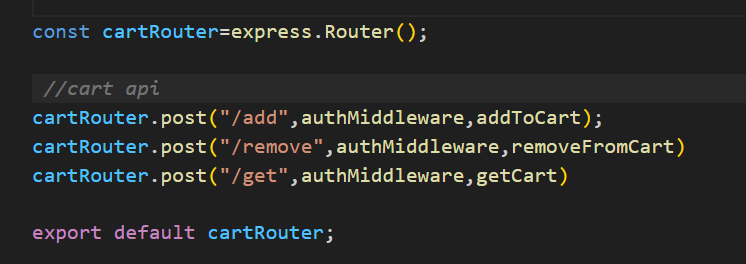 const cartRouter=express.Router();
//cart api
cartRouter.post("/add",authMiddleware,addToCart);
cartRouter.post("/remove",authMiddleware,removeFromCart)
cartRouter.post("/get",authMiddleware,getCart)
export default cartRouter;